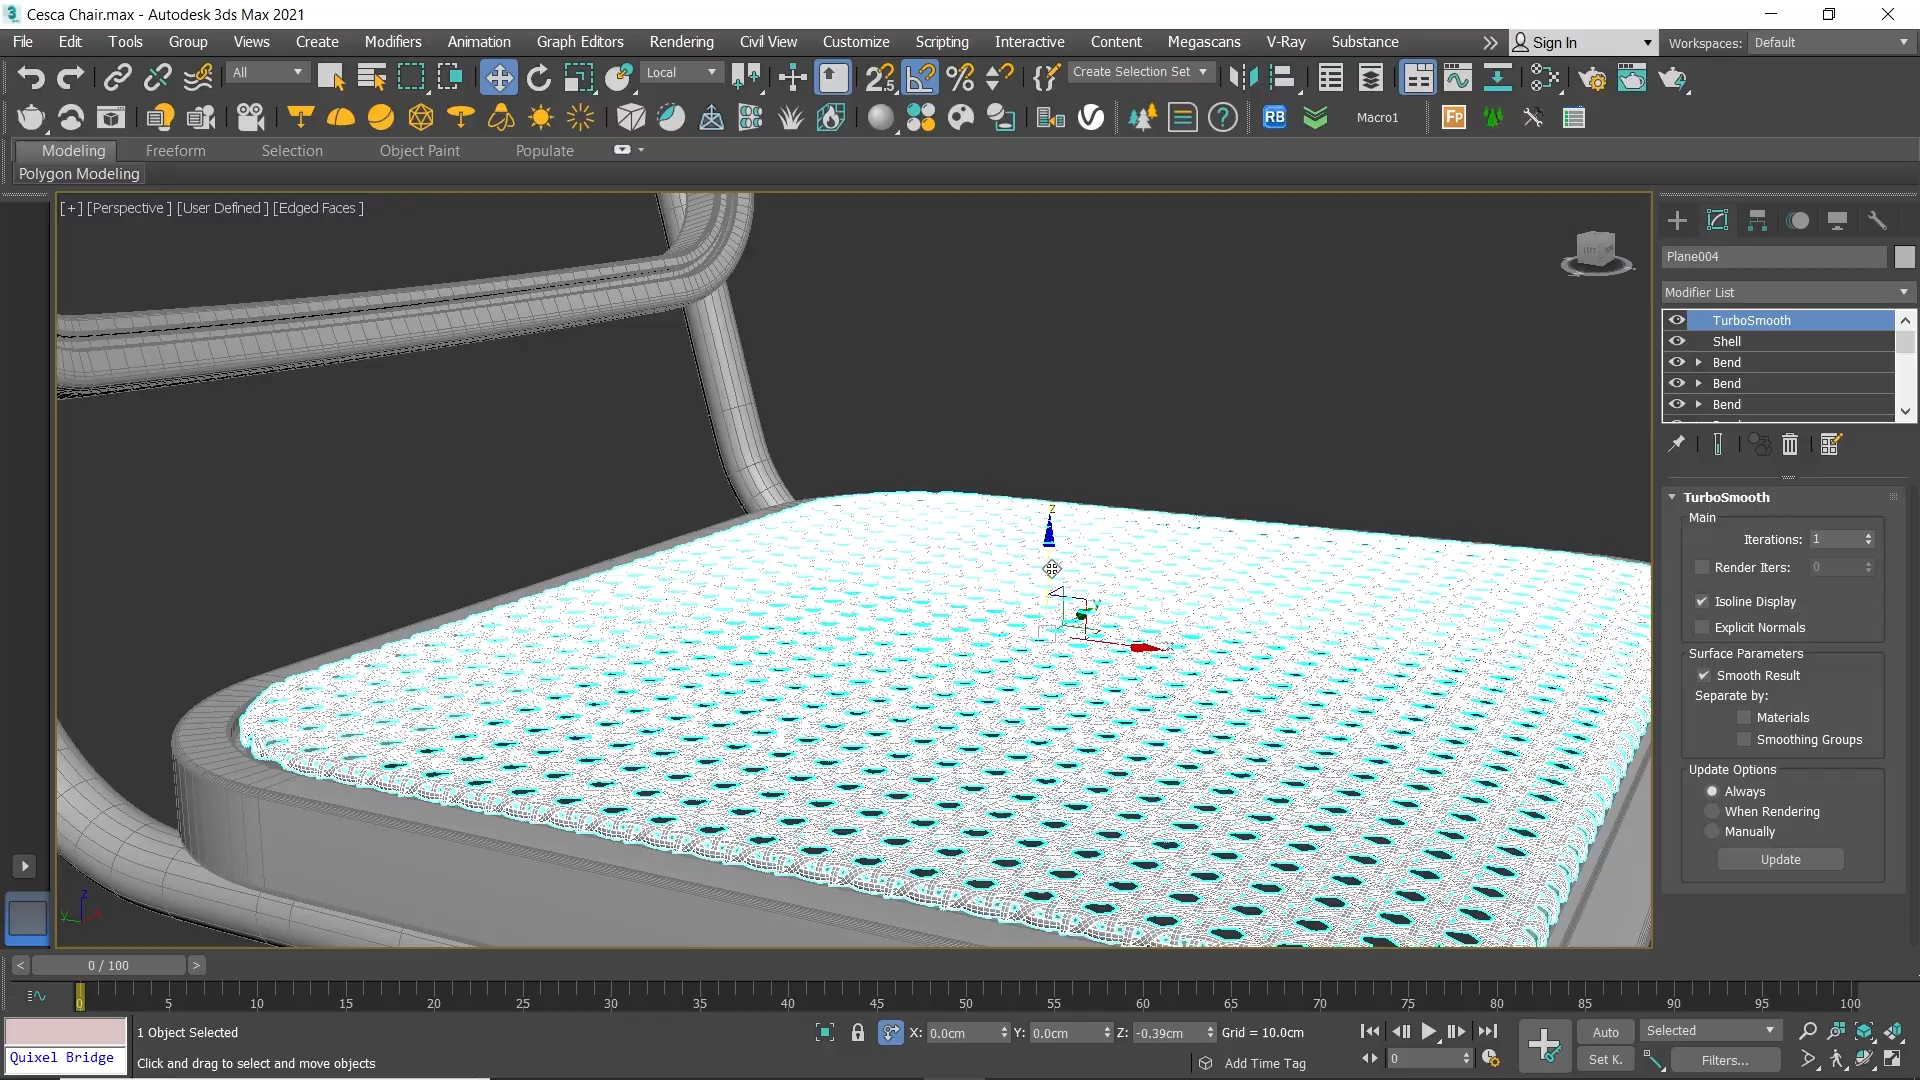 Cesca Chair.max - Autodesk 3ds Max 2021
File Edit Tools Group Views Create Modifiers Animation Graph Editors Rendering Civil View Customize Scripting Interactive Content Megascans V-Ray Substance Sign In Workspaces: Default
All Local Create Selection Set
RB Macro1 FP
Modeling Freeform Selection Object Paint Populate
Polygon Modeling
[+] [Perspective ] [User Defined ] [Edged Faces ]
Plane004
Modifier List
TurboSmooth
Shell
Bend
Bend
Bend
TurboSmooth
Main
Iterations: 1
Render Iters: 0
Isoline Display
Explicit Normals
Surface Parameters
Smooth Result
Separate by:
Materials
Smoothing Groups
Update Options
Always
When Rendering
Manually
Update
0 / 100
0 5 10 15 20 25 30 35 40 45 50 55 60 65 70 75 80 85 90 95 100
1 Object Selected X: 0.0cm Y: 0.0cm Z: -0.39cm Grid = 10.0cm Auto Selected
Quixel Bridge Click and drag to select and move objects Add Time Tag 0 Set K. Filters...